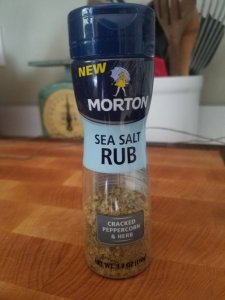 NEW
MORTON
SEA SALT
RUB
CRACKED
PEPPERCORN
& HERB